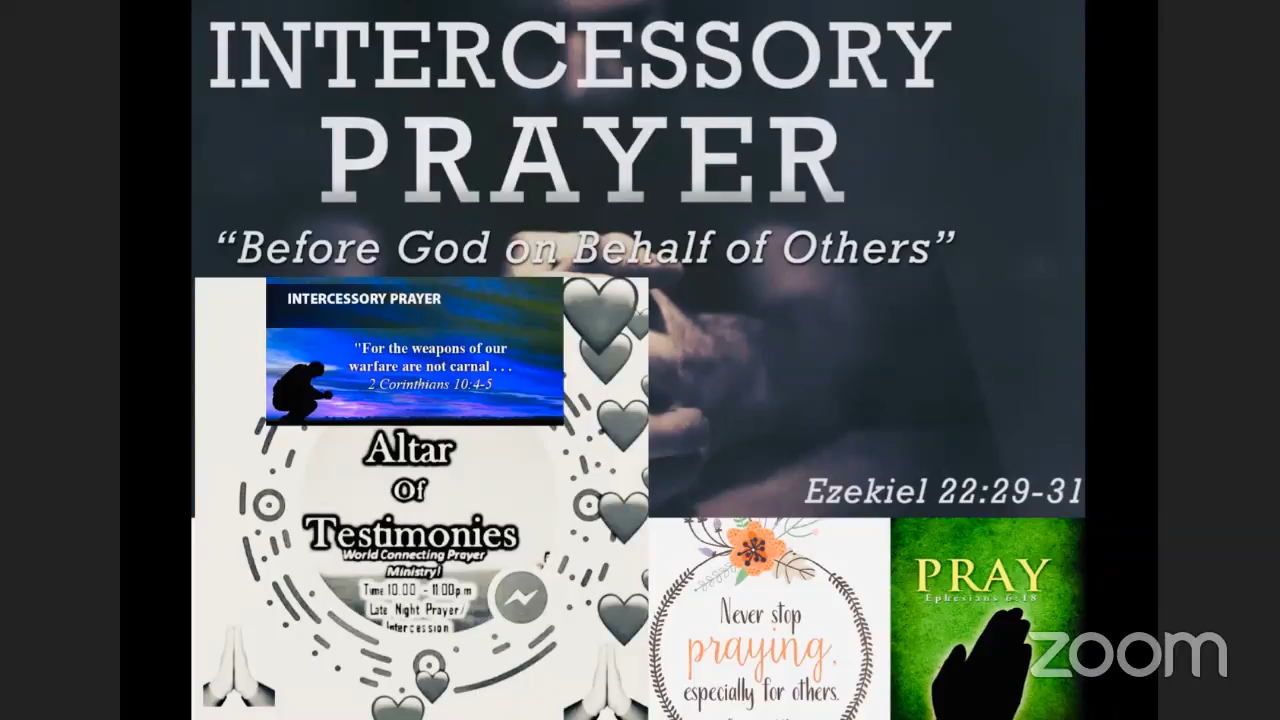 INTERCESSORY
PRAYER
“Before God on Behalf of Others”
INTERCESSORY PRAYER
"For the weapons of our
warfare are not carnal . . .
2 Corinthians 10:4-5
Ezekiel 22:29-31
Altar
Of
Testimonies
World Connecting Prayer
Ministry!
Time 10:00 - 11:00p.m
Late Night Prayer/
Intercession
Never stop
praying,
especially for others.
PRAY
Ephesians 6:18
zoom